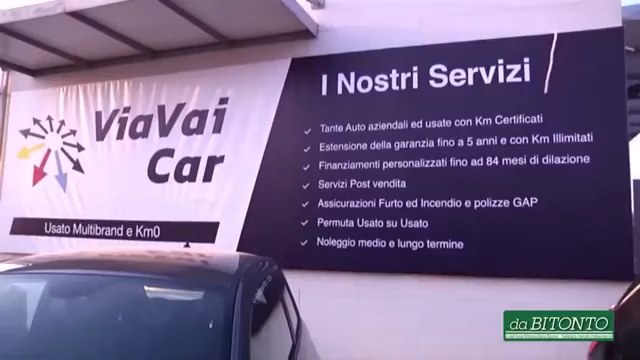 ViaVai
Car
Usato Multibrand e Km0
I Nostri Servizi
Tante Auto aziendali ed usate con Km Certificati
Estensione della garanzia fino a 5 anni e con Km Illimitati
Finanziamenti personalizzati fino ad 84 mesi di dilazione
Servizi Post vendita
Assicurazioni Furto ed Incendio e polizze GAP
Permuta Usato su Usato
Noleggio medio e lungo termine
da BITONTO